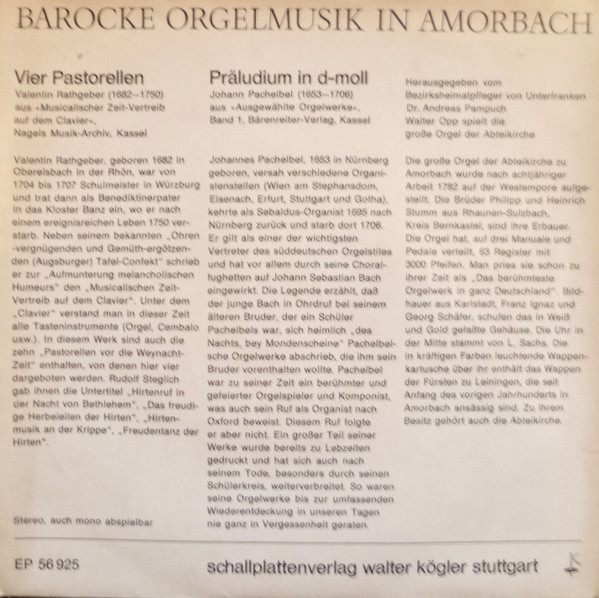 BAROCKE ORGELMUSIK IN AMORBACH
Vier Pastorellen
Valentin Rathgeber (1682—1750)
aus »Musicalischer Zeit-Vertreib
auf dem Clavier«,
Nagels Musik-Archiv, Kassel
Valentin Rathgeber, geboren 1682 in
Oberelsbach in der Rhön, war von
1704 bis 1707 Schulmeister in Würzburg
und trat dann als Benediktinerpater
in das Kloster Banz ein, wo er nach
einem ereignisreichen Leben 1750 ver-
starb. Neben seinem bekannten „Ohren
-vergnügenden und Gemüth-ergötzen-
den (Augsburger) Tafel-Confekt" schrieb
er zur „Aufmunterung melancholischen
Humeurs" den „Musicalischen Zeit-
Vertreib auf dem Clavier". Unter dem
„Clavier" verstand man in dieser Zeit
alle Tasteninstrumente (Orgel, Cembalo
usw.). In diesem Werk sind auch die
zehn „Pastorellen vor die Weynacht-
Zeit" enthalten, von denen hier vier
dargeboten werden. Rudolf Steglich
gab ihnen die Untertitel „Hirtenruf in
der Nacht von Bethlehem", „Das freudi-
ge Herbeieilen der Hirten", „Hirten-
musik an der Krippe", „Freudentanz der
Hirten".
Stereo, auch mono abspielbar
Präludium in d-moll
Johann Pachelbel (1653—1706)
aus »Ausgewählte Orgelwerke«,
Band 1, Bärenreiter-Verlag, Kassel
Johannes Pachelbel, 1653 in Nürnberg
geboren, versah verschiedene Organi-
stenstellen (Wien am Stephansdom,
Eisenach, Erfurt, Stuttgart und Gotha),
kehrte als Sebaldus-Organist 1695 nach
Nürnberg zurück und starb dort 1706.
Er gilt als einer der wichtigsten
Vertreter des süddeutschen Orgelstiles
und hat vor allem durch seine Choral-
fughetten auf Johann Sebastian Bach
eingewirkt. Die Legende erzählt, daß
der junge Bach in Ohrdruf bei seinem
älteren Bruder, der ein Schüler
Pachelbels war, sich heimlich „des
Nachts, bey Mondenscheine" Pachelbel-
sche Orgelwerke abschrieb, die ihm sein
Bruder vorenthalten wollte. Pachelbel
war zu seiner Zeit ein berühmter und
gefeierter Orgelspieler und Komponist,
was auch sein Ruf als Organist nach
Oxford beweist. Diesem Ruf folgte
er aber nicht. Ein großer Teil seiner
Werke wurde bereits zu Lebzeiten
gedruckt und hat sich auch nach
seinem Tode, besonders durch seinen
Schülerkreis, weiterverbreitet. So waren
seine Orgelwerke bis zur umfassenden
Wiederentdeckung in unseren Tagen
nie ganz in Vergessenheit geraten.
Herausgegeben vom
Bezirksheimatpfleger von Unterfranken
Dr. Andreas Pampuch
Walter Opp spielt die
große Orgel der Abteikirche
Die große Orgel der Abteikirche zu
Amorbach wurde nach achtjähriger
Arbeit 1782 auf der Westempore aufge-
stellt. Die Brüder Philipp und Heinrich
Stumm aus Rhaunen-Sulzbach,
Kreis Bernkastel, sind ihre Erbauer.
Die Orgel hat, auf drei Manuale und
Pedale verteilt, 63 Register mit
3000 Pfeifen. Man pries sie schon zu
ihrer Zeit als „Das berühmteste
Orgelwerk in ganz Deutschland". Bild-
hauer aus Karlstadt, Franz Ignaz und
Georg Schäfer, schufen das in Weiß
und Gold gefaßte Gehäuse. Die Uhr in
der Mitte stammt von L. Sachs. Die
in kräftigen Farben leuchtende Wappen-
kartusche über ihr enthält das Wappen
der Fürsten zu Leiningen, die seit
Anfang des vorigen Jahrhunderts in
Amorbach ansässig sind. Zu ihrem
Besitz gehört auch die Abteikirche.
EP 56 925
schallplattenverlag walter kögler stuttgart